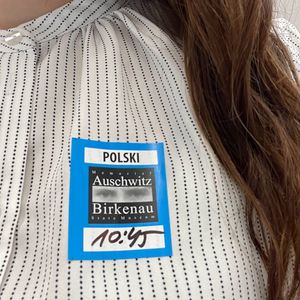 POLSKI
Memorial
Auschwitz
Birkenau
State Museum
10:45